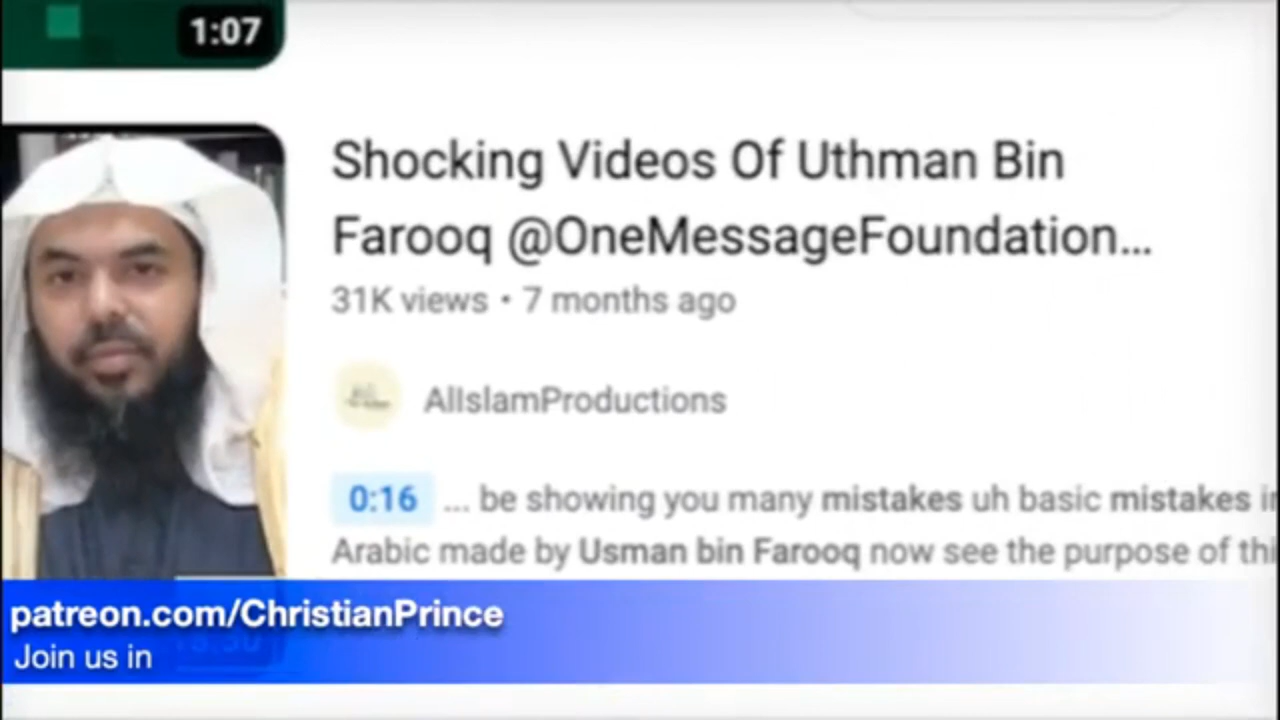 1:07
Shocking Videos Of Uthman Bin
Farooq @OneMessageFoundation...
31K views • 7 months ago
AlIslamProductions
0:16 ... be showing you many mistakes uh basic mistakes
Arabic made by Usman bin Farooq now see the purpose of
patreon.com/ChristianPrince
Join us in